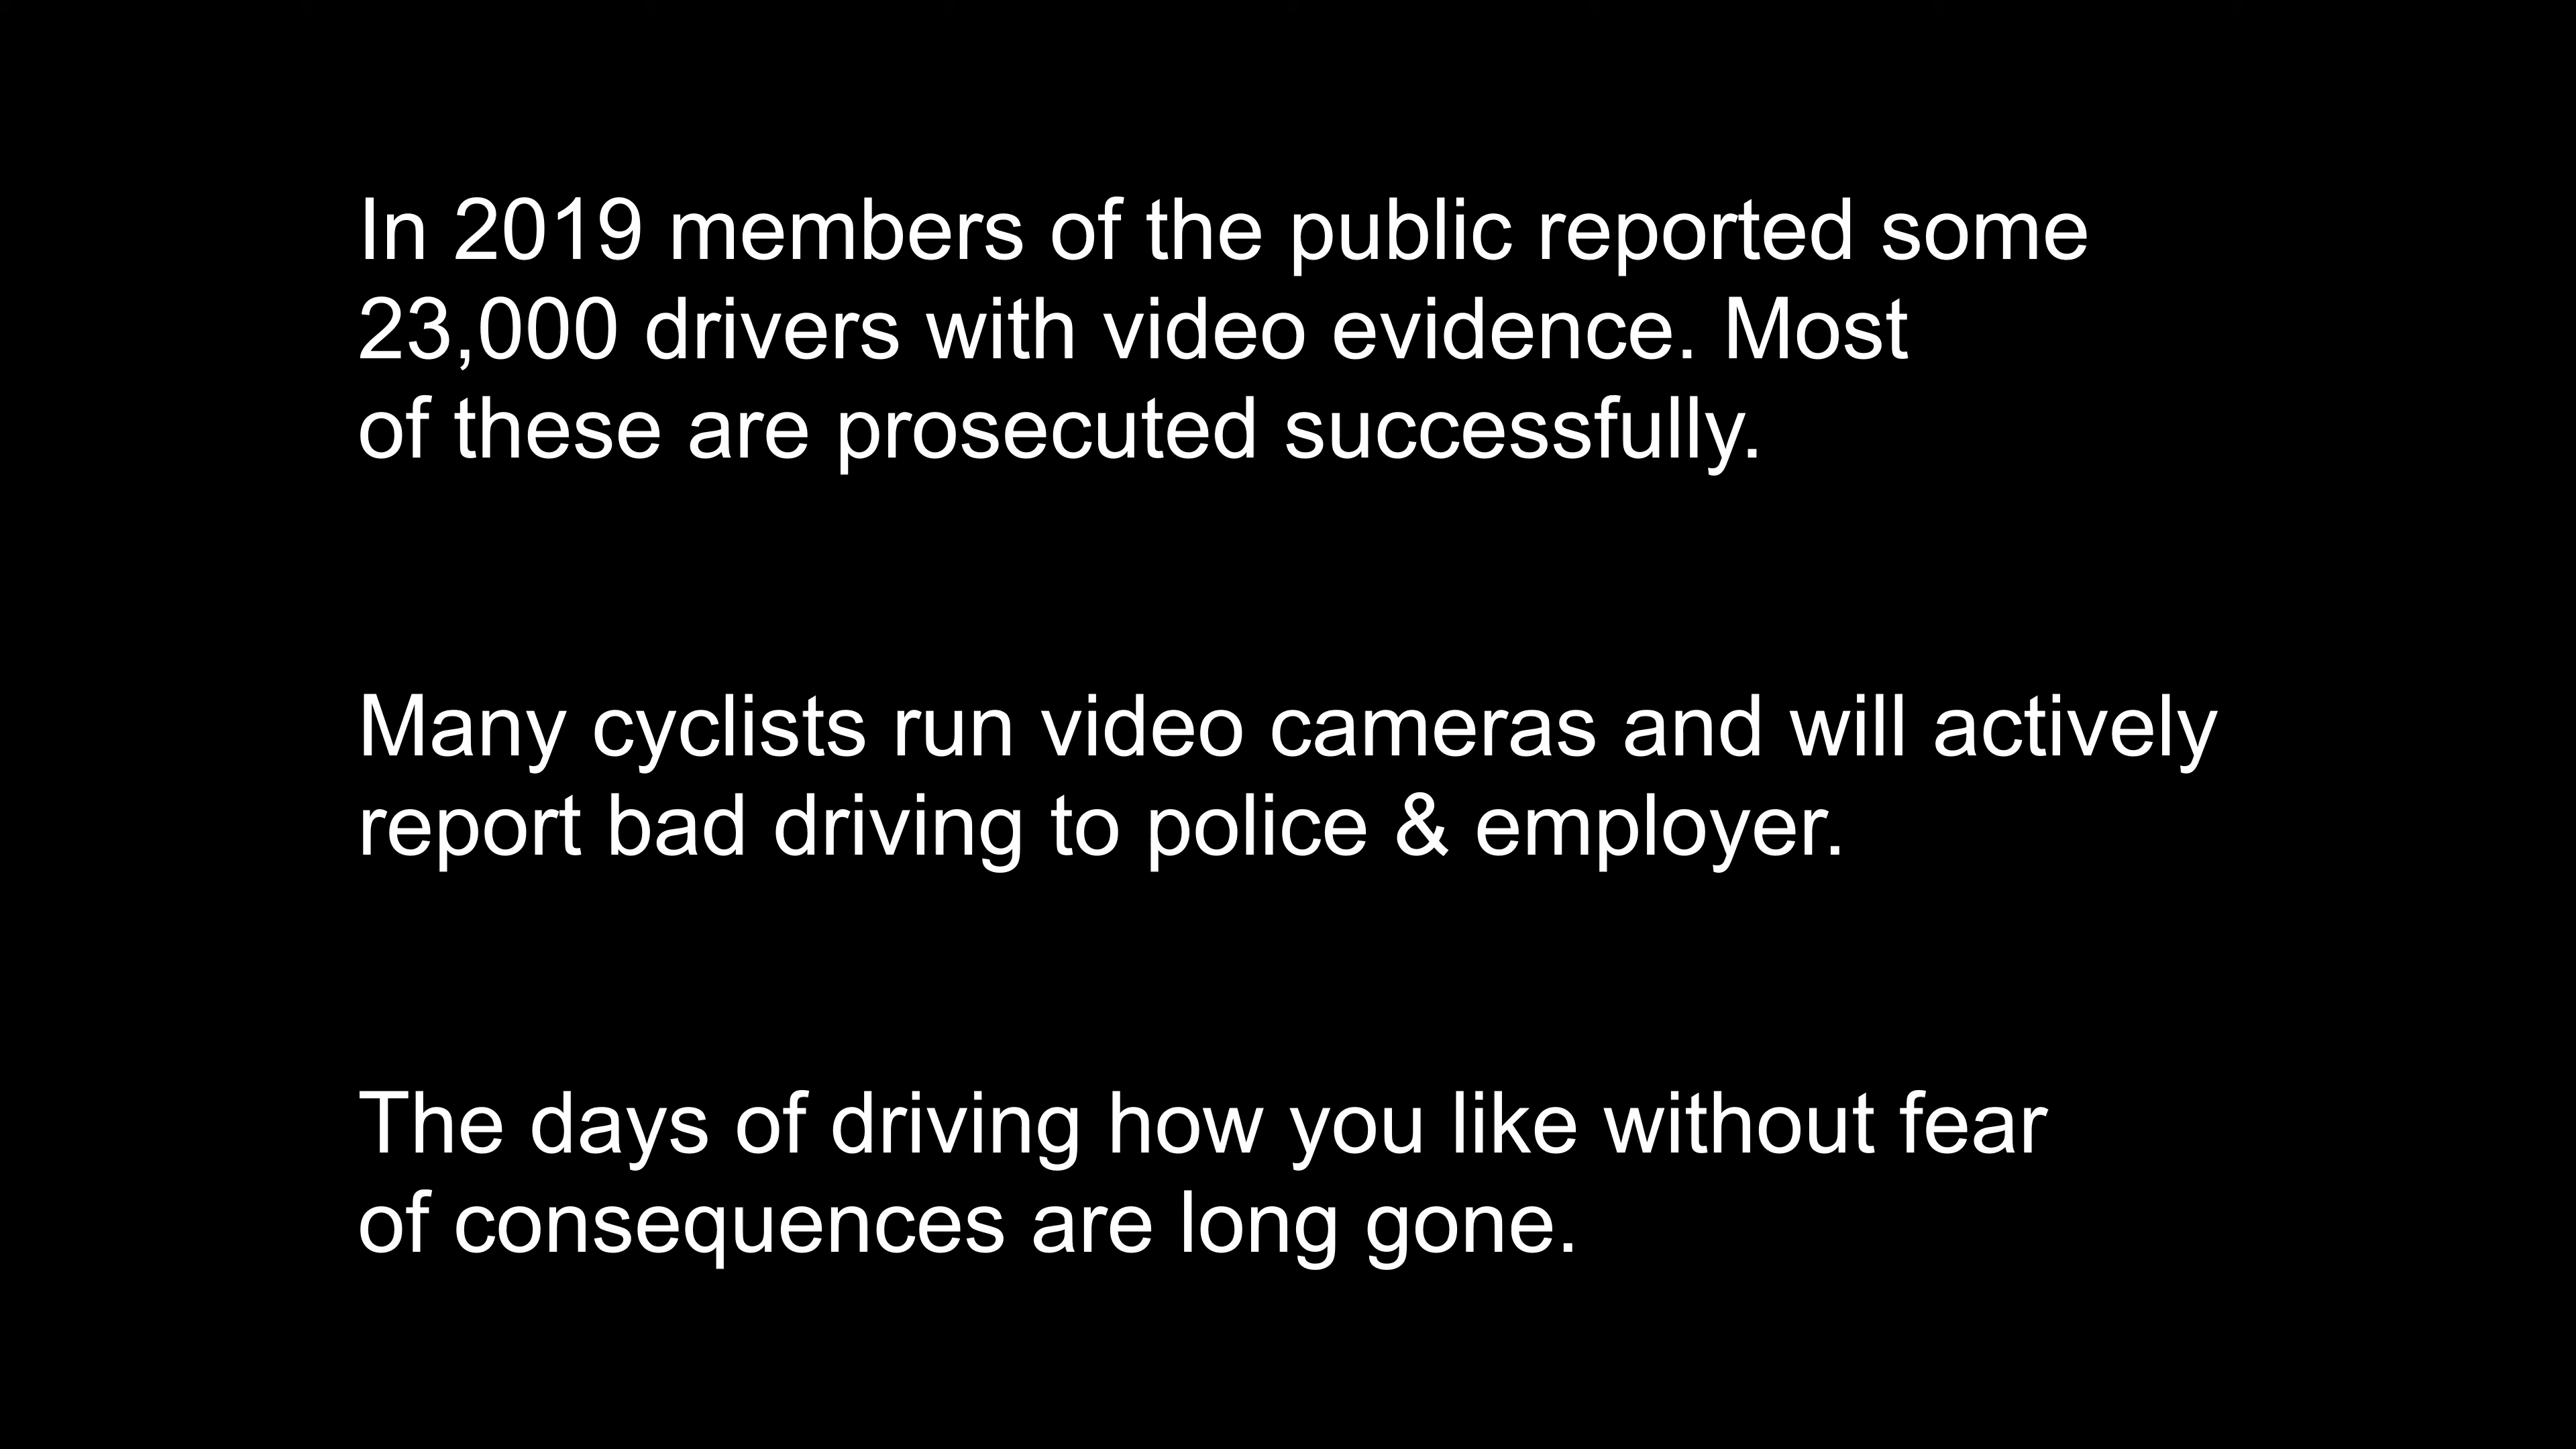 In 2019 members of the public reported some
23,000 drivers with video evidence. Most
of these are prosecuted successfully.
Many cyclists run video cameras and will actively
report bad driving to police & employer.
The days of driving how you like without fear
of consequences are long gone.